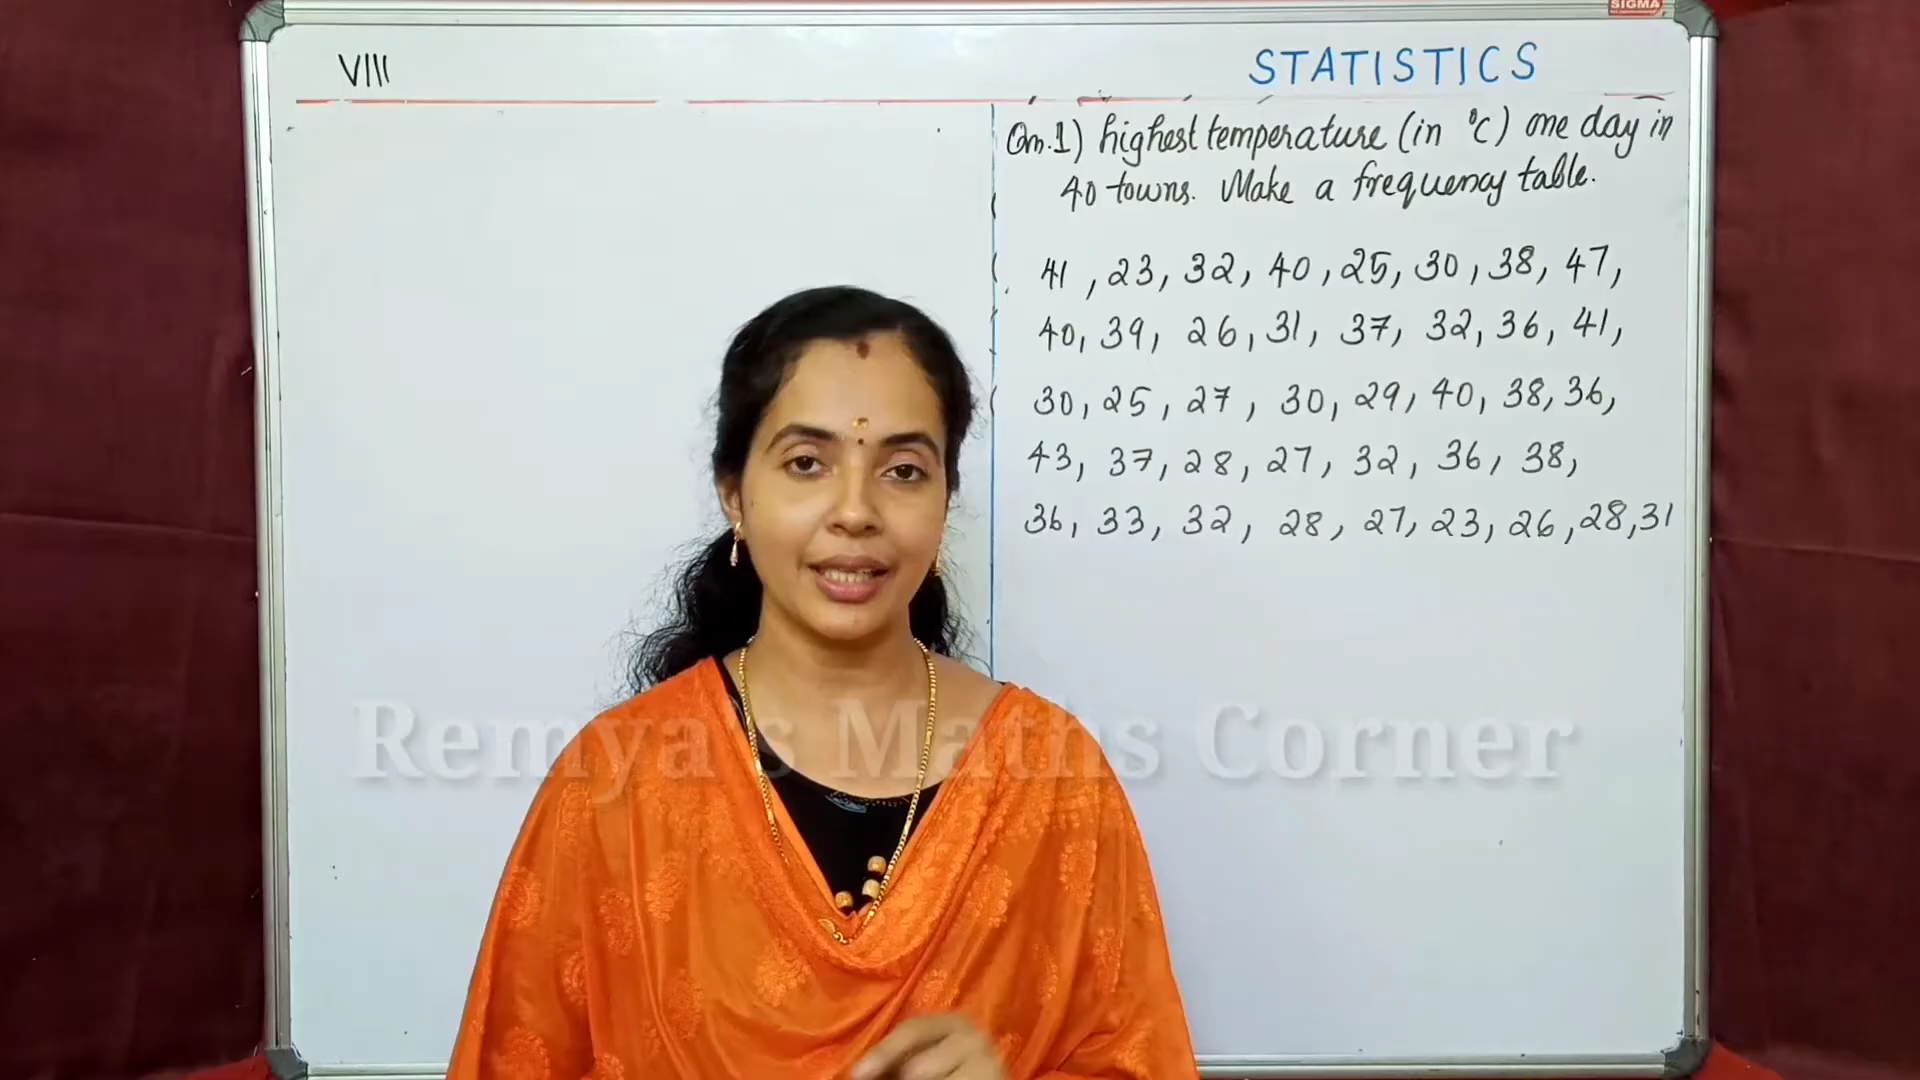 SIGMA
VIII
STATISTICS
Qn.1) highest temperature (in °C) one day in
40 towns. Make a frequency table.
41, 23, 32, 40, 25, 30, 38, 47,
40, 39, 26, 31, 37, 32, 36, 41,
30, 25, 27, 30, 29, 40, 38, 36,
43, 37, 28, 27, 32, 36, 38,
36, 33, 32, 28, 27, 23, 26, 28, 31
Remya's Maths Corner